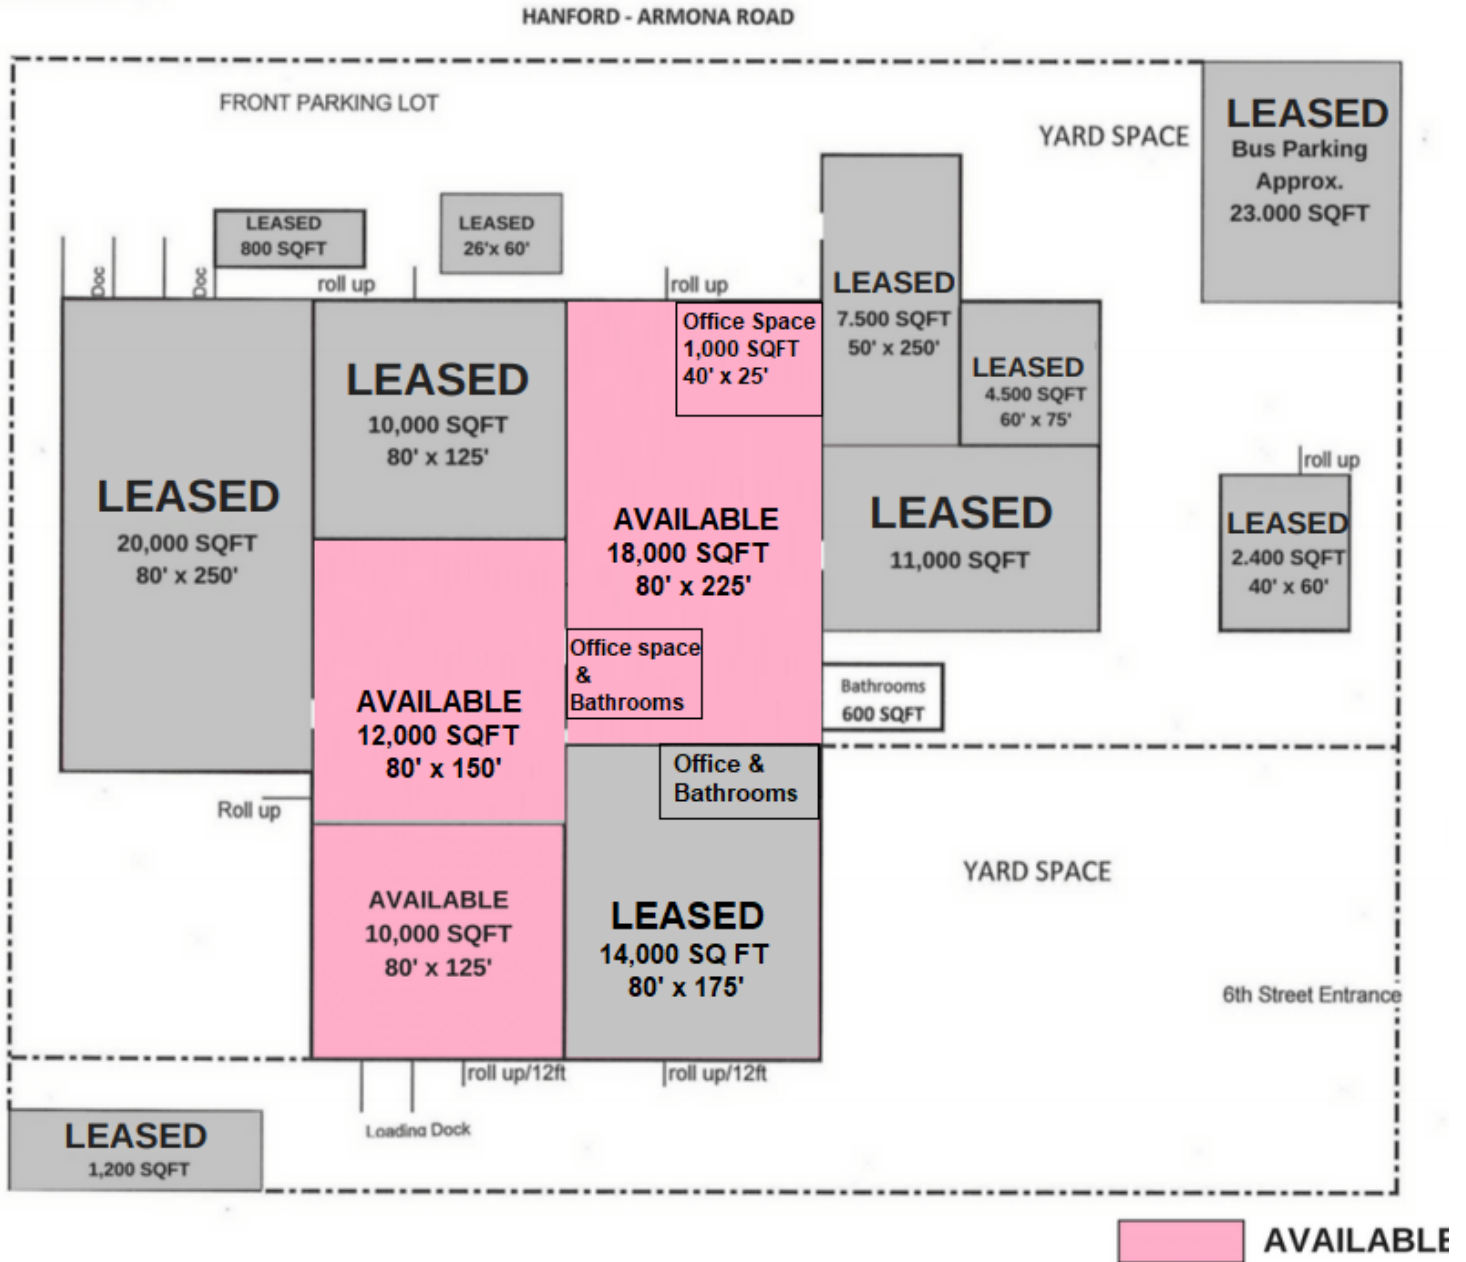 HANFORD - ARMONA ROAD
FRONT PARKING LOT
YARD SPACE
LEASED
Bus Parking
Approx.
23.000 SQFT
LEASED
800 SQFT
LEASED
26'x 60'
Doc
Doc
roll up
roll up
LEASED
20,000 SQFT
80' x 250'
LEASED
10,000 SQFT
80' x 125'
Office Space
1,000 SQFT
40' x 25'
AVAILABLE
18,000 SQFT
80' x 225'
LEASED
7.500 SQFT
50' x 250'
LEASED
4.500 SQFT
60' x 75'
LEASED
11,000 SQFT
roll up
LEASED
2.400 SQFT
40' x 60'
Office space
&
Bathrooms
AVAILABLE
12,000 SQFT
80' x 150'
Bathrooms
600 SQFT
Office &
Bathrooms
Roll up
YARD SPACE
AVAILABLE
10,000 SQFT
80' x 125'
LEASED
14,000 SQ FT
80' x 175'
6th Street Entrance
roll up/12ft
roll up/12ft
Loading Dock
LEASED
1,200 SQFT
AVAILABLE